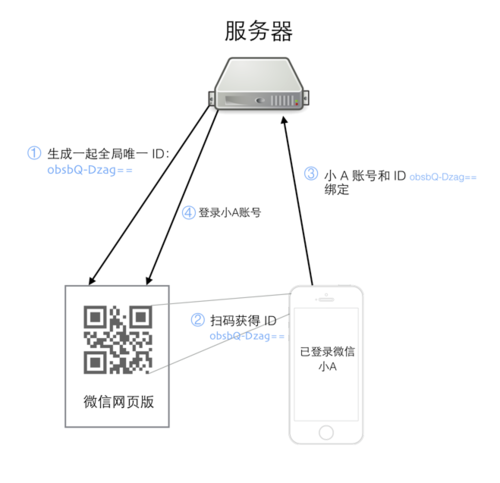 服务器
① 生成一起全局唯一 ID：
obsbQ-Dzag==
③ 小 A 账号和 ID obsbQ-Dzag==
绑定
④ 登录小A账号
② 扫码获得 ID
obsbQ-Dzag==
已登录微信
小A
微信网页版